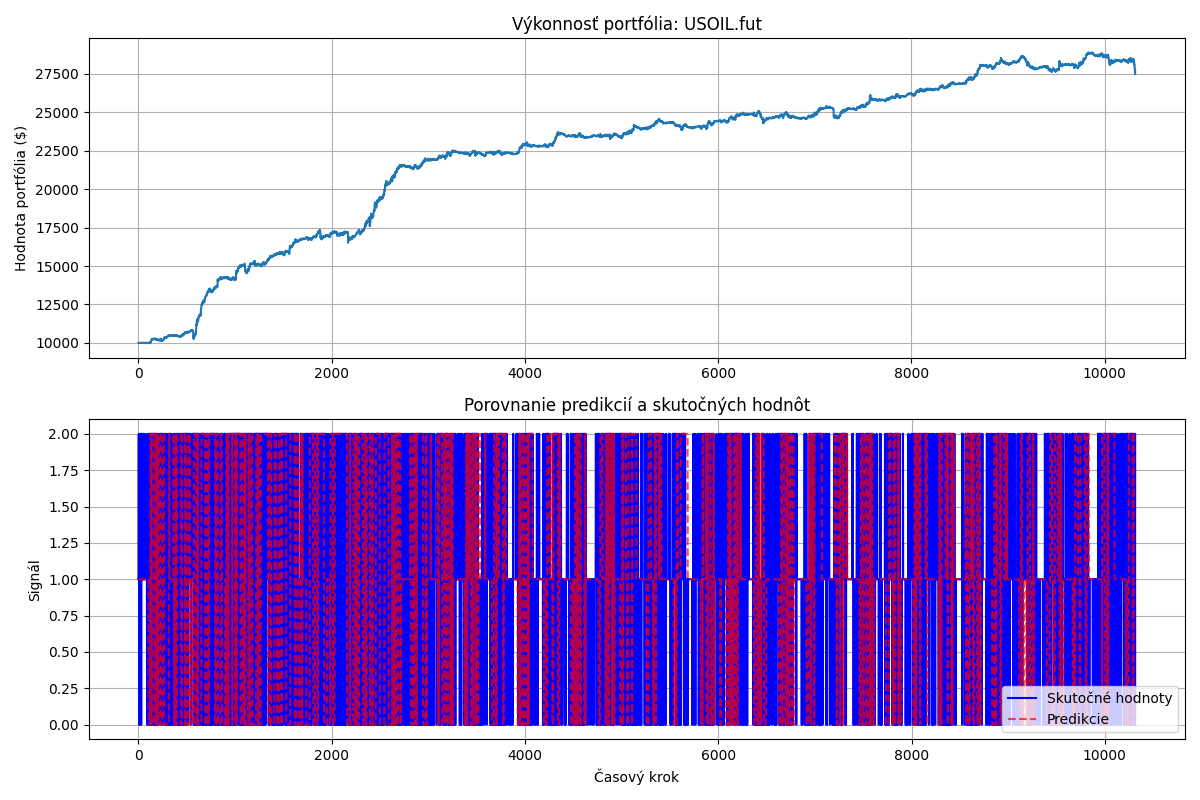 Výkonnosť portfólia: USOIL.fut
Hodnota portfólia ($)
27500
25000
22500
20000
17500
15000
12500
10000
0 2000 4000 6000 8000 10000
Porovnanie predikcií a skutočných hodnôt
Signál
2.00
1.75
1.50
1.25
1.00
0.75
0.50
0.25
0.00
Skutočné hodnoty
Predikcie
0 2000 4000 6000 8000 10000
Časový krok